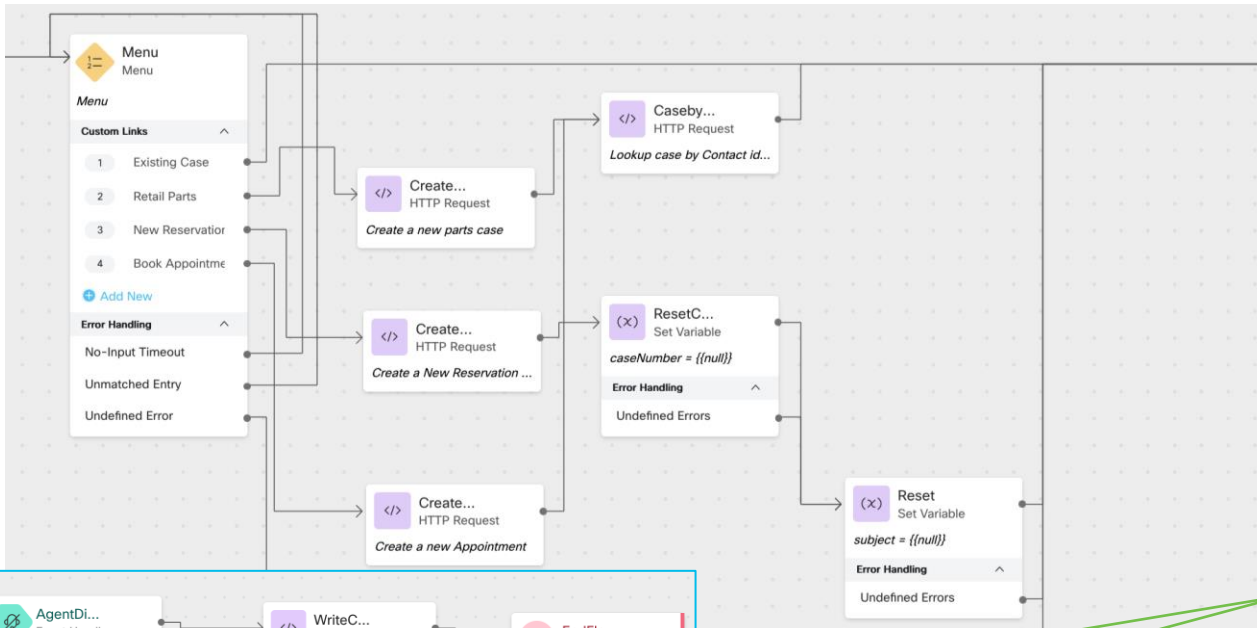 Menu
Menu
Menu
Custom Links
1 Existing Case
2 Retail Parts
3 New Reservation
4 Book Appointme
Add New
Error Handling
No-Input Timeout
Unmatched Entry
Undefined Error
Create...
HTTP Request
Create a new parts case
Create...
HTTP Request
Create a New Reservation ...
Create...
HTTP Request
Create a new Appointment
Caseby...
HTTP Request
Lookup case by Contact id...
(x) ResetC...
Set Variable
caseNumber = {{null}}
Error Handling
Undefined Errors
(x) Reset
Set Variable
subject = {{null}}
Error Handling
Undefined Errors
AgentDi...
WriteC...